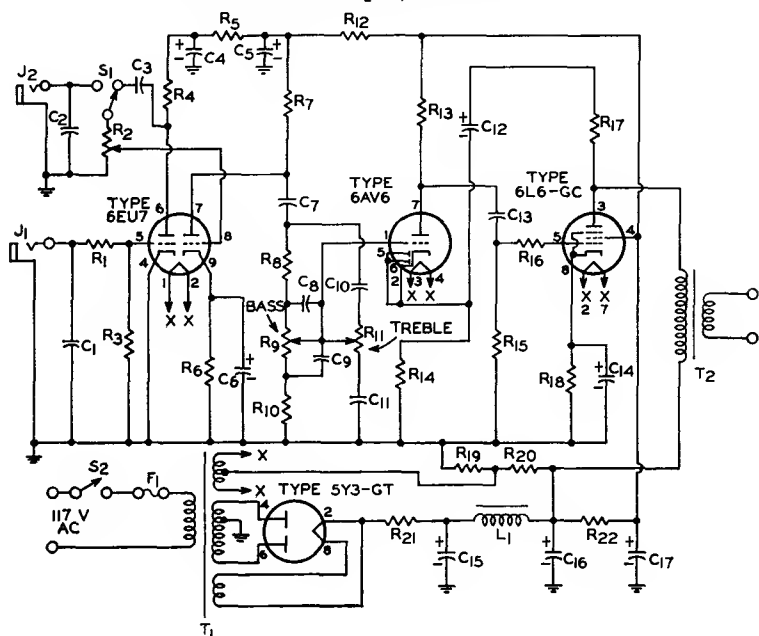 R5
R12
C4
C5
J2
S1
C3
R4
R7
R13
C12
R17
C2
R2
TYPE
6EU7
TYPE
6AV6
TYPE
6L6-GC
6
7
7
3
C7
C13
J1
R1
5
8
4
9
1
2
X X
1
5
6
2
3
4
X X
R16
5
4
8
X X
2 7
R8
C8
C10
BASS
R9
C9
R11
TREBLE
R3
R6
C6
C1
R10
C11
R14
R15
R18
C14
T2
R19
R20
X
X
S2
F1
117 V
AC
TYPE 5Y3-GT
4
6
2
8
R21
L1
R22
C15
C16
C17
T1